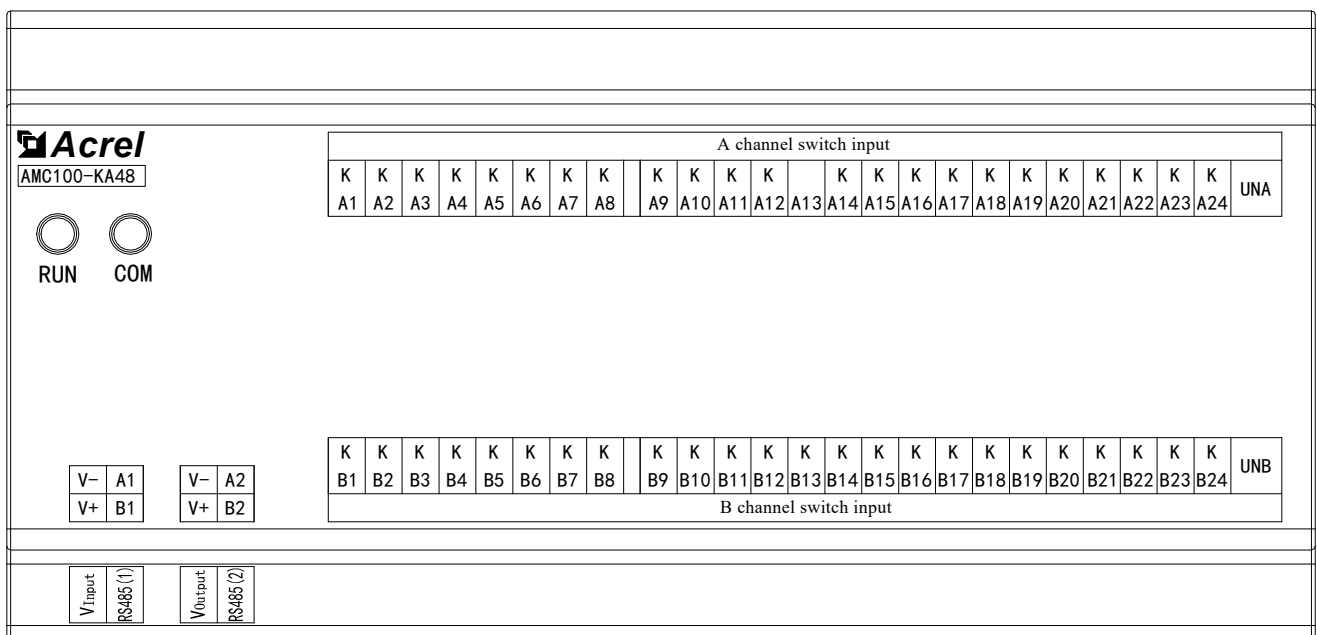 Acrel
AMC100-KA48
RUN COM
A channel switch input
K K K K K K K K K K K K K K K K K K K K K K K
A1 A2 A3 A4 A5 A6 A7 A8 A9 A10 A11 A12 A13 A14 A15 A16 A17 A18 A19 A20 A21 A22 A23 A24 UNA
K K K K K K K K K K K K K K K K K K K K K K K K
B1 B2 B3 B4 B5 B6 B7 B8 B9 B10 B11 B12 B13 B14 B15 B16 B17 B18 B19 B20 B21 B22 B23 B24 UNB
B channel switch input
V- A1 V- A2
V+ B1 V+ B2
VInput RS485(1) VOutput RS485(2)